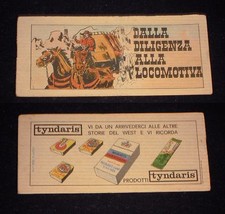 DALLA
DILIGENZA
ALLA
LOCOMOTIVA
tyndaris
VI DA UN ARRIVEDERCI ALLE ALTRE
STORIE DEL WEST E VI RICORDA
PRODOTTI tyndaris